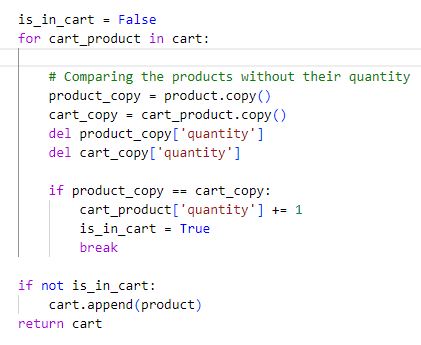 is_in_cart = False
for cart_product in cart:
# Comparing the products without their quantity
product_copy = product.copy()
cart_copy = cart_product.copy()
del product_copy['quantity']
del cart_copy['quantity']
if product_copy == cart_copy:
cart_product['quantity'] += 1
is_in_cart = True
break
if not is_in_cart:
cart.append(product)
return cart